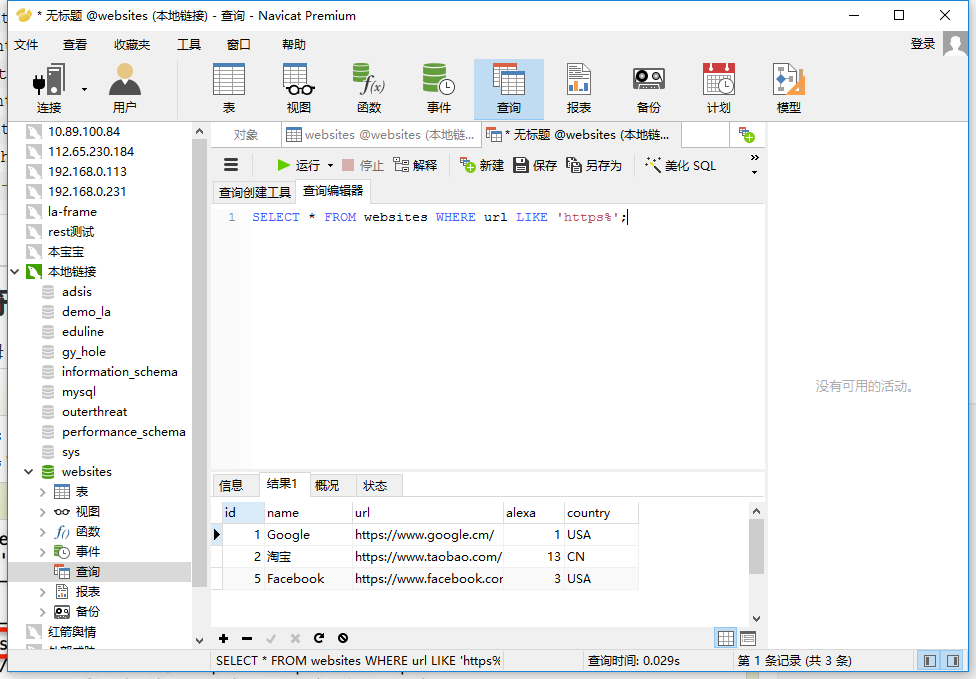 * 无标题 @websites (本地链接) - 查询 - Navicat Premium
文件 查看 收藏夹 工具 窗口 帮助 登录
连接 用户 表 视图 函数 事件 查询 报表 备份 计划 模型
10.89.100.84
112.65.230.184
192.168.0.113
192.168.0.231
la-frame
rest测试
本宝宝
本地链接
adsis
demo_la
eduline
gy_hole
information_schema
mysql
outerthreat
performance_schema
sys
websites
表
视图
函数
事件
查询
报表
备份
红箭舆情
对象 websites @websites (本地链... * 无标题 @websites (本地链...
运行 停止 解释 新建 保存 另存为 美化 SQL
查询创建工具 查询编辑器
1 SELECT * FROM websites WHERE url LIKE 'https%';
没有可用的活动。
信息 结果1 概况 状态
id name url alexa country
1 Google https://www.google.cm/ 1 USA
2 淘宝 https://www.taobao.com/ 13 CN
5 Facebook https://www.facebook.con 3 USA
SELECT * FROM websites WHERE url LIKE 'https% 查询时间: 0.029s 第 1 条记录 (共 3 条)